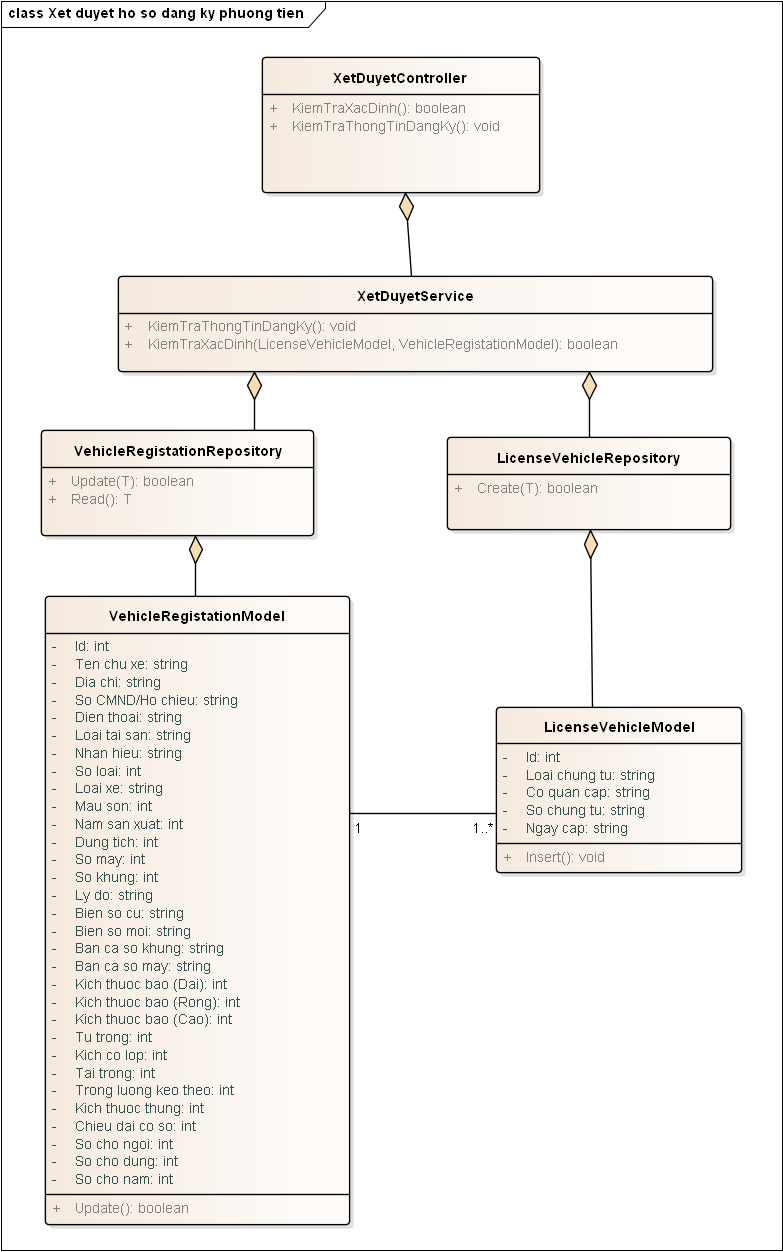 class Xet duyet ho so dang ky phuong tien
XetDuyetController
+ KiemTraXacDinh(): boolean
+ KiemTraThongTinDangKy(): void
XetDuyetService
+ KiemTraThongTinDangKy(): void
+ KiemTraXacDinh(LicenseVehicleModel, VehicleRegistationModel): boolean
VehicleRegistationRepository
+ Update(T): boolean
+ Read(): T
LicenseVehicleRepository
+ Create(T): boolean
VehicleRegistationModel
- Id: int
- Ten chu xe: string
- Dia chi: string
- So CMND/Ho chieu: string
- Dien thoai: string
- Loai tai san: string
- Nhan hieu: string
- So loai: int
- Loai xe: string
- Mau son: int
- Nam san xuat: int
- Dung tich: int
- So may: int
- So khung: int
- Ly do: string
- Bien so cu: string
- Bien so moi: string
- Ban ca so khung: string
- Ban ca so may: string
- Kich thuoc bao (Dai): int
- Kich thuoc bao (Rong): int
- Kich thuoc bao (Cao): int
- Tu trong: int
- Kich co lop: int
- Tai trong: int
- Trong luong keo theo: int
- Kich thuoc thung: int
- Chieu dai co so: int
- So cho ngoi: int
- So cho dung: int
- So cho nam: int
+ Update(): boolean
1 1..*
LicenseVehicleModel
- Id: int
- Loai chung tu: string
- Co quan cap: string
- So chung tu: string
- Ngay cap: string
+ Insert(): void